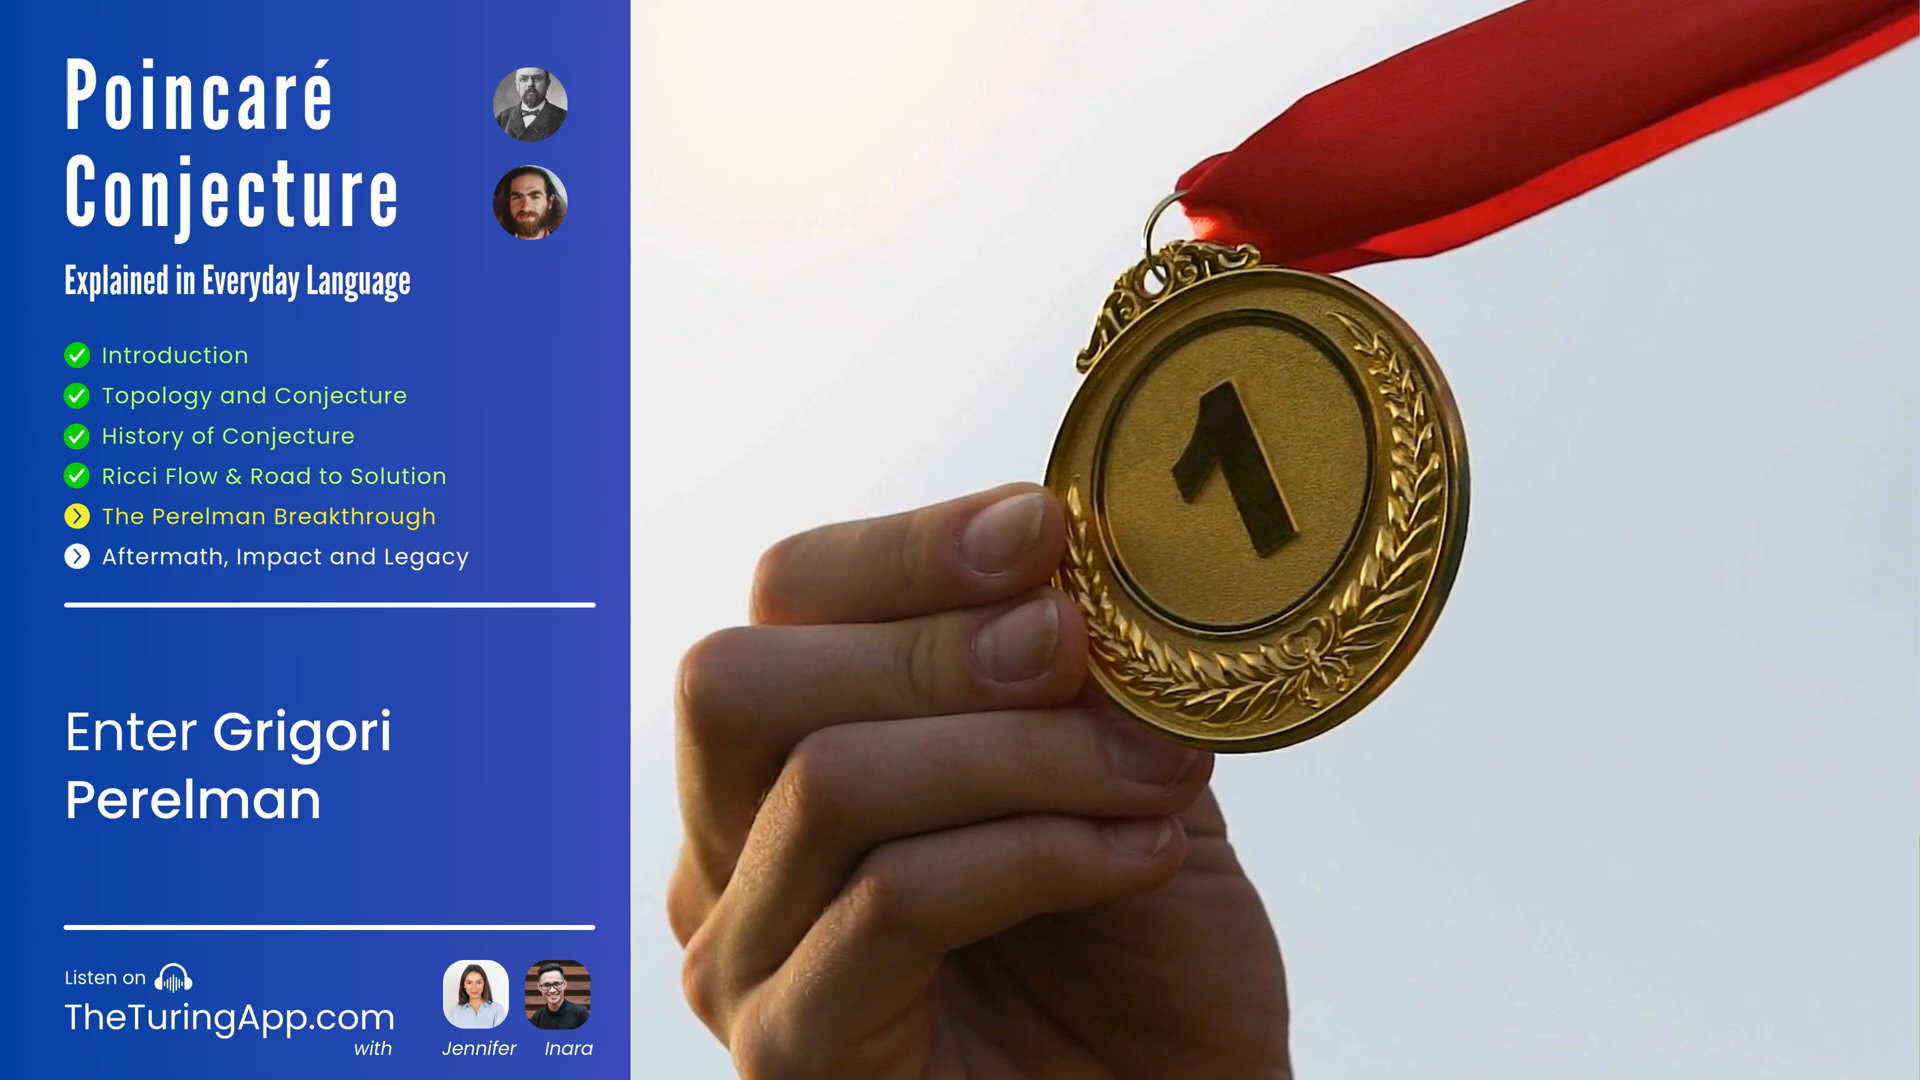 Poincaré
Conjecture
Explained in Everyday Language
Introduction
Topology and Conjecture
History of Conjecture
Ricci Flow & Road to Solution
The Perelman Breakthrough
Aftermath, Impact and Legacy
Enter Grigori
Perelman
Listen on
TheTuringApp.com
with
Jennifer
Inara
1